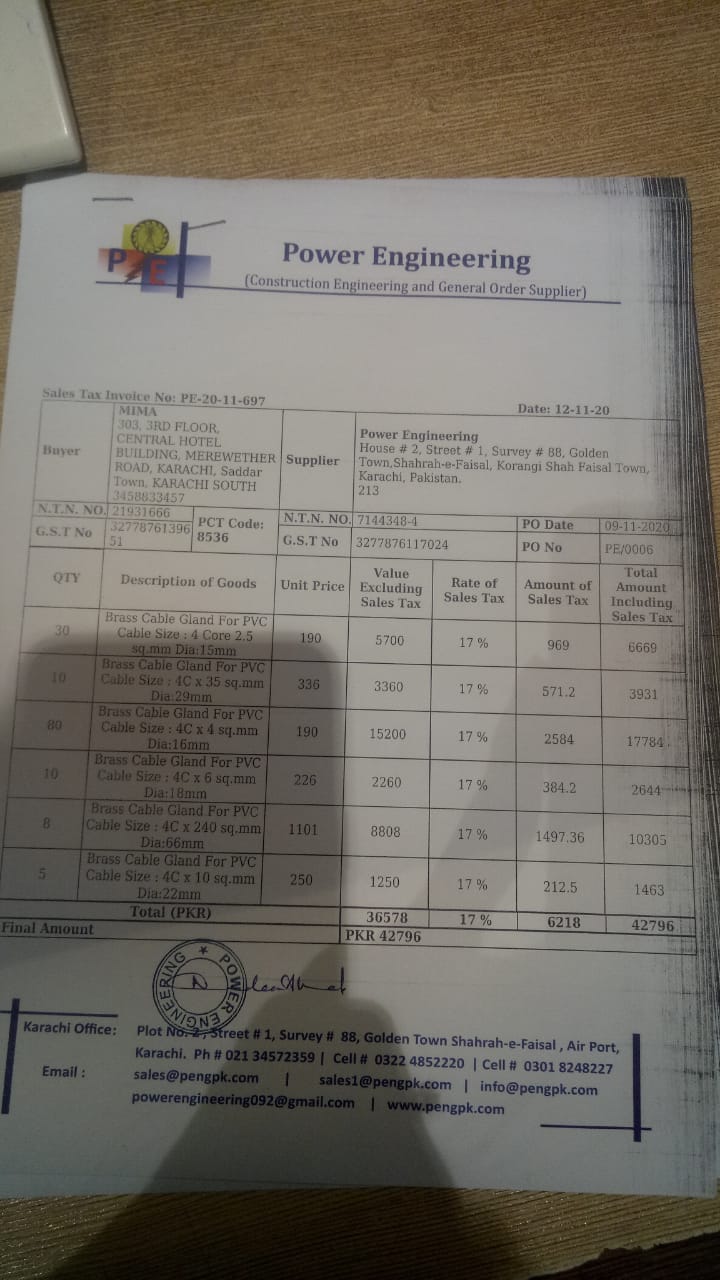 P E
Power Engineering
(Construction Engineering and General Order Supplier)
Sales Tax Invoice No: PE-20-11-697
Date: 12-11-20
Buyer
MIMA
303, 3RD FLOOR,
CENTRAL HOTEL
BUILDING, MEREWETHER
ROAD, KARACHI, Saddar
Town, KARACHI SOUTH
3458833457
Supplier
Power Engineering
House # 2, Street # 1, Survey # 88, Golden
Town,Shahrah-e-Faisal, Korangi Shah Faisal Town,
Karachi, Pakistan.
213
N.T.N. NO. 21931666
G.S.T No 32778761396
51
PCT Code:
8536
N.T.N. NO. 7144348-4
PO Date 09-11-2020
G.S.T No 3277876117024
PO No PE/0006
QTY
Description of Goods
Unit Price
Value
Excluding
Sales Tax
Rate of
Sales Tax
Amount of
Sales Tax
Total
Amount
Including
Sales Tax
30
Brass Cable Gland For PVC
Cable Size : 4 Core 2.5
sq.mm Dia:15mm
190 5700 17 % 969 6669
10
Brass Cable Gland For PVC
Cable Size : 4C x 35 sq.mm
Dia:29mm
336 3360 17 % 571.2 3931
80
Brass Cable Gland For PVC
Cable Size : 4C x 4 sq.mm
Dia:16mm
190 15200 17 % 2584 17784
10
Brass Cable Gland For PVC
Cable Size : 4C x 6 sq.mm
Dia:18mm
226 2260 17 % 384.2 2644
8
Brass Cable Gland For PVC
Cable Size : 4C x 240 sq.mm
Dia:66mm
1101 8808 17 % 1497.36 10305
5
Brass Cable Gland For PVC
Cable Size : 4C x 10 sq.mm
Dia:22mm
250 1250 17 % 212.5 1463
Total (PKR) 36578 17 % 6218 42796
Final Amount PKR 42796
POWER ENGINEERING
Karachi Office: Plot No. 2 , Street # 1, Survey # 88, Golden Town Shahrah-e-Faisal , Air Port,
Karachi. Ph # 021 34572359 | Cell # 0322 4852220 | Cell # 0301 8248227
Email : sales@pengpk.com | sales1@pengpk.com | info@pengpk.com
powerengineering092@gmail.com | www.pengpk.com